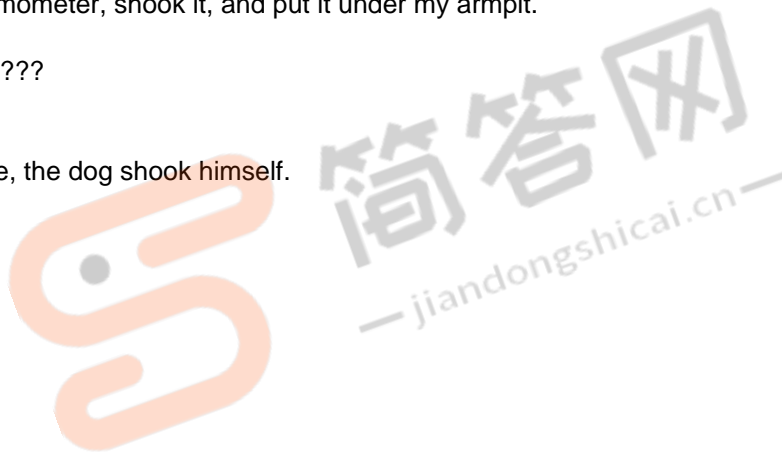 mometer, shook it, and put it under my armpit.
???
e, the dog shook himself.
简答网
jiandongshicai.cn